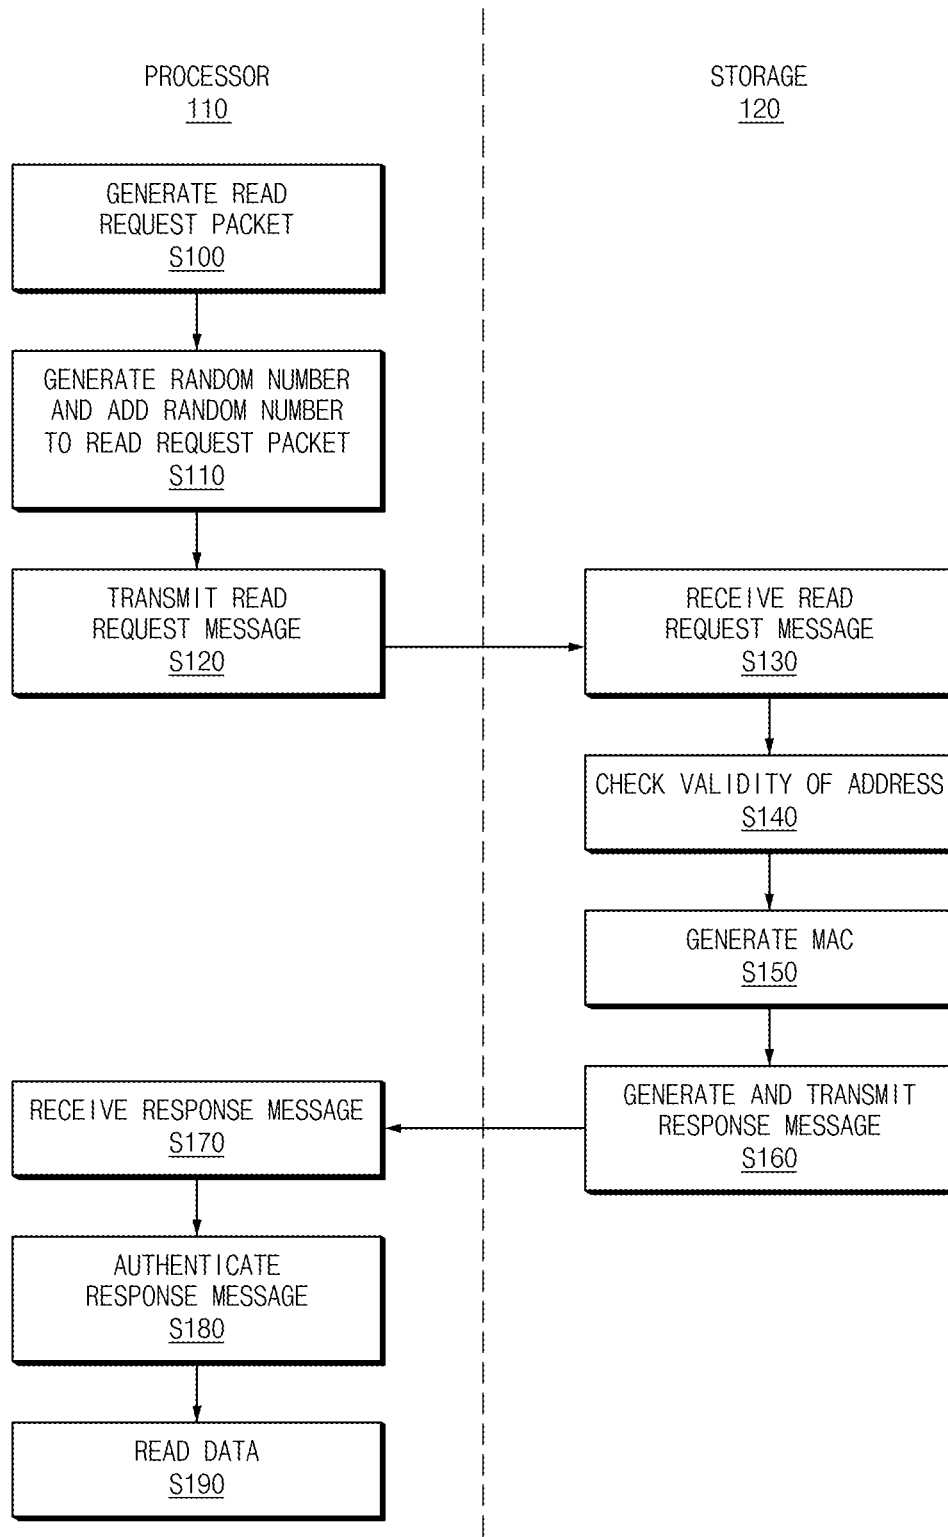 PROCESSOR
110
STORAGE
120
GENERATE READ
REQUEST PACKET
S100
GENERATE RANDOM NUMBER
AND ADD RANDOM NUMBER
TO READ REQUEST PACKET
S110
TRANSMIT READ
REQUEST MESSAGE
S120
RECEIVE READ
REQUEST MESSAGE
S130
CHECK VALIDITY OF ADDRESS
S140
GENERATE MAC
S150
GENERATE AND TRANSMIT
RESPONSE MESSAGE
S160
RECEIVE RESPONSE MESSAGE
S170
AUTHENTICATE
RESPONSE MESSAGE
S180
READ DATA
S190